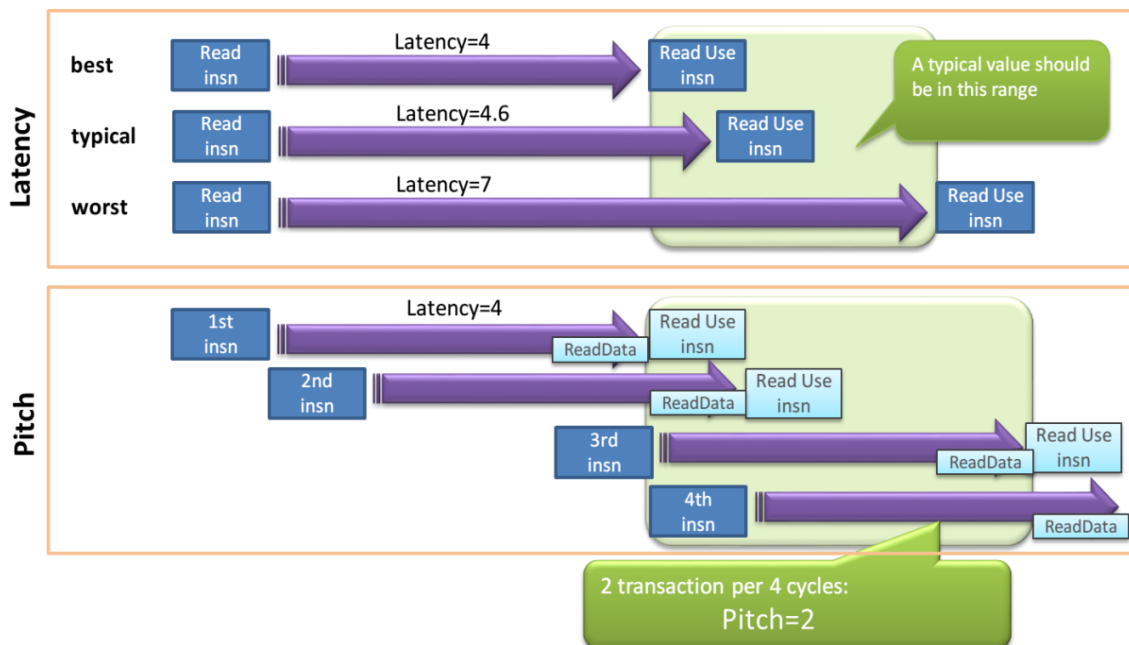 Latency
best
Read
insn
Latency=4
Read Use
insn
A typical value should
be in this range
typical
Read
insn
Latency=4.6
Read Use
insn
worst
Read
insn
Latency=7
Read Use
insn
Pitch
1st
insn
Latency=4
ReadData
Read Use
insn
2nd
insn
ReadData
Read Use
insn
3rd
insn
ReadData
Read Use
insn
4th
insn
ReadData
2 transaction per 4 cycles:
Pitch=2